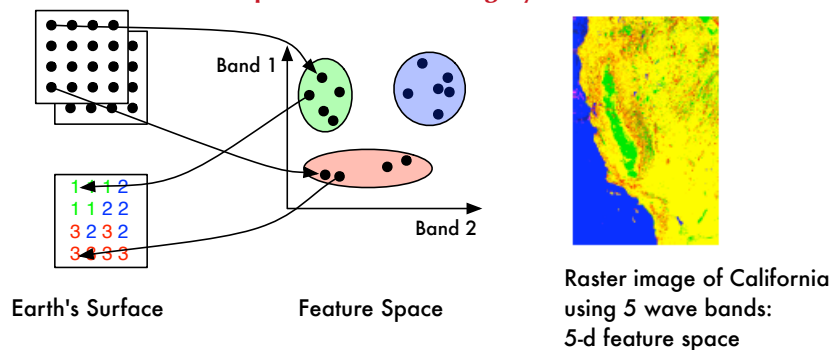 Band 1
1 1 1 2
1 1 2 2
3 2 3 2
3 3 3 3
Band 2
Earth's Surface
Feature Space
Raster image of California
using 5 wave bands:
5-d feature space